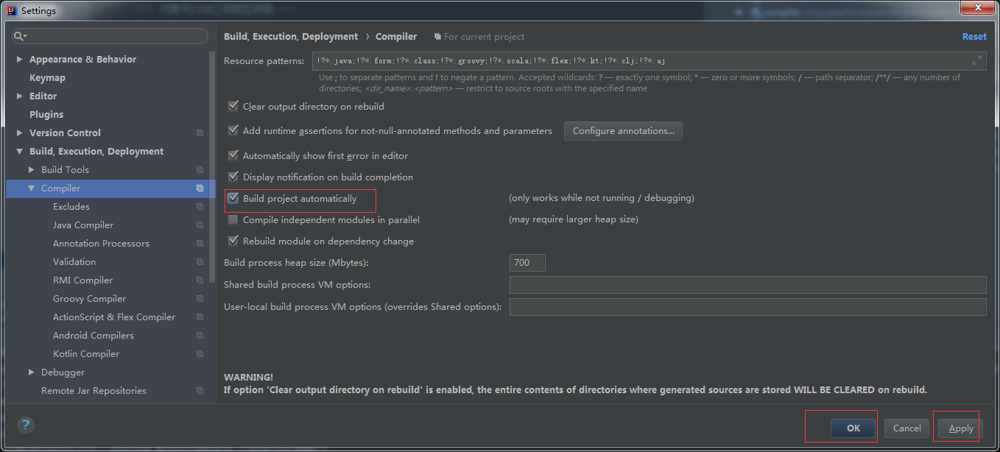 Settings
Build, Execution, Deployment › Compiler For current project Reset
Appearance & Behavior
Keymap
Editor
Plugins
Version Control
Build, Execution, Deployment
Build Tools
Compiler
Excludes
Java Compiler
Annotation Processors
Validation
RMI Compiler
Groovy Compiler
ActionScript & Flex Compiler
Android Compilers
Kotlin Compiler
Debugger
Remote Jar Repositories
Resource patterns: !?*.java;!?*.form;!?*.class;!?*.groovy;!?*.scala;!?*.flex;!?*.kt;!?*.clj;!?*.aj
Use ; to separate patterns and ! to negate a pattern. Accepted wildcards: ? — exactly one symbol; * — zero or more symbols; / — path separator; /**/ — any number of
directories; <dir_name>:<pattern> — restrict to source roots with the specified name
Clear output directory on rebuild
Add runtime assertions for not-null-annotated methods and parameters Configure annotations...
Automatically show first error in editor
Display notification on build completion
Build project automatically (only works while not running / debugging)
Compile independent modules in parallel (may require larger heap size)
Rebuild module on dependency change
Build process heap size (Mbytes): 700
Shared build process VM options:
User-local build process VM options (overrides Shared options):
WARNING!
If option 'Clear output directory on rebuild' is enabled, the entire contents of directories where generated sources are stored WILL BE CLEARED on rebuild.
? OK Cancel Apply